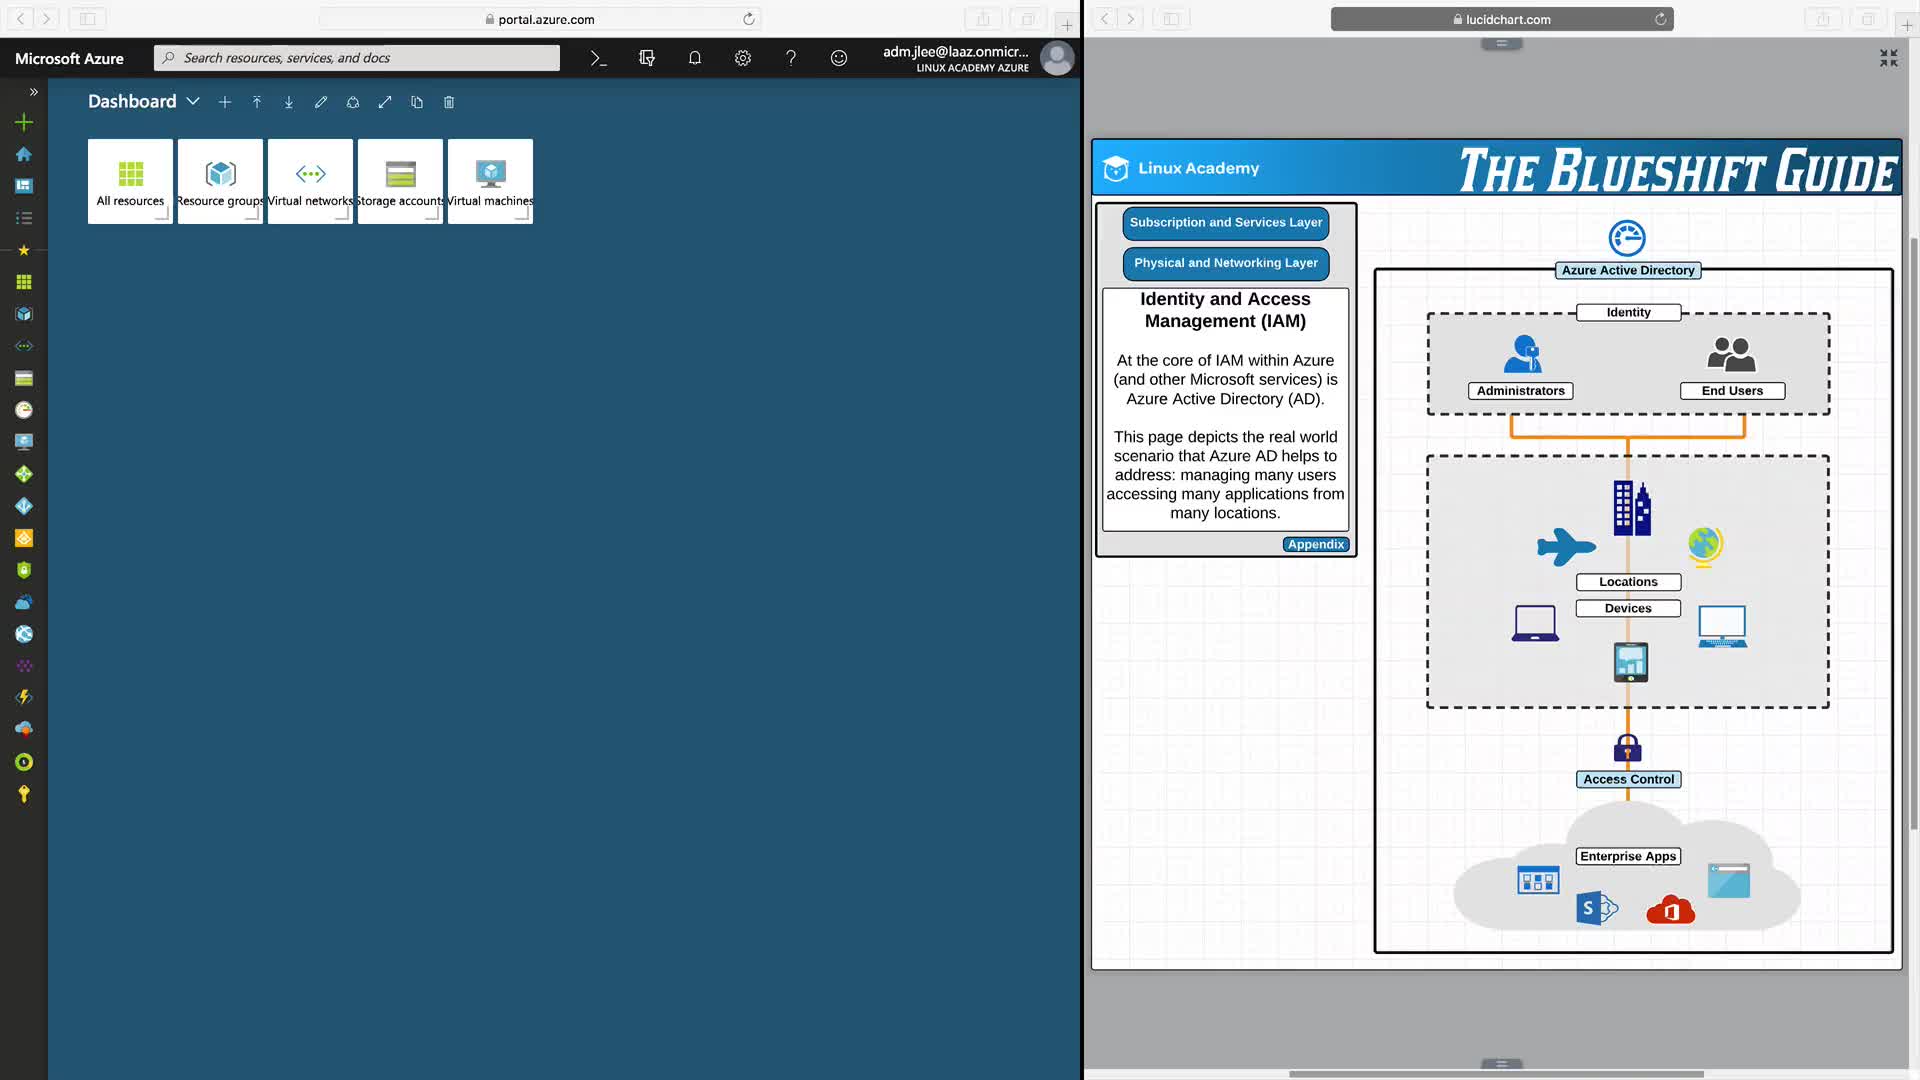 portal.azure.com
Microsoft Azure
Search resources, services, and docs
adm.jlee@laaz.onmicr...
LINUX ACADEMY AZURE
Dashboard
All resources
Resource groups
Virtual networks
Storage accounts
Virtual machines
lucidchart.com
Linux Academy
THE BLUESHIFT GUIDE
Subscription and Services Layer
Physical and Networking Layer
Identity and Access
Management (IAM)
At the core of IAM within Azure
(and other Microsoft services) is
Azure Active Directory (AD).
This page depicts the real world
scenario that Azure AD helps to
address: managing many users
accessing many applications from
many locations.
Appendix
Azure Active Directory
Identity
Administrators
End Users
Locations
Devices
Access Control
Enterprise Apps